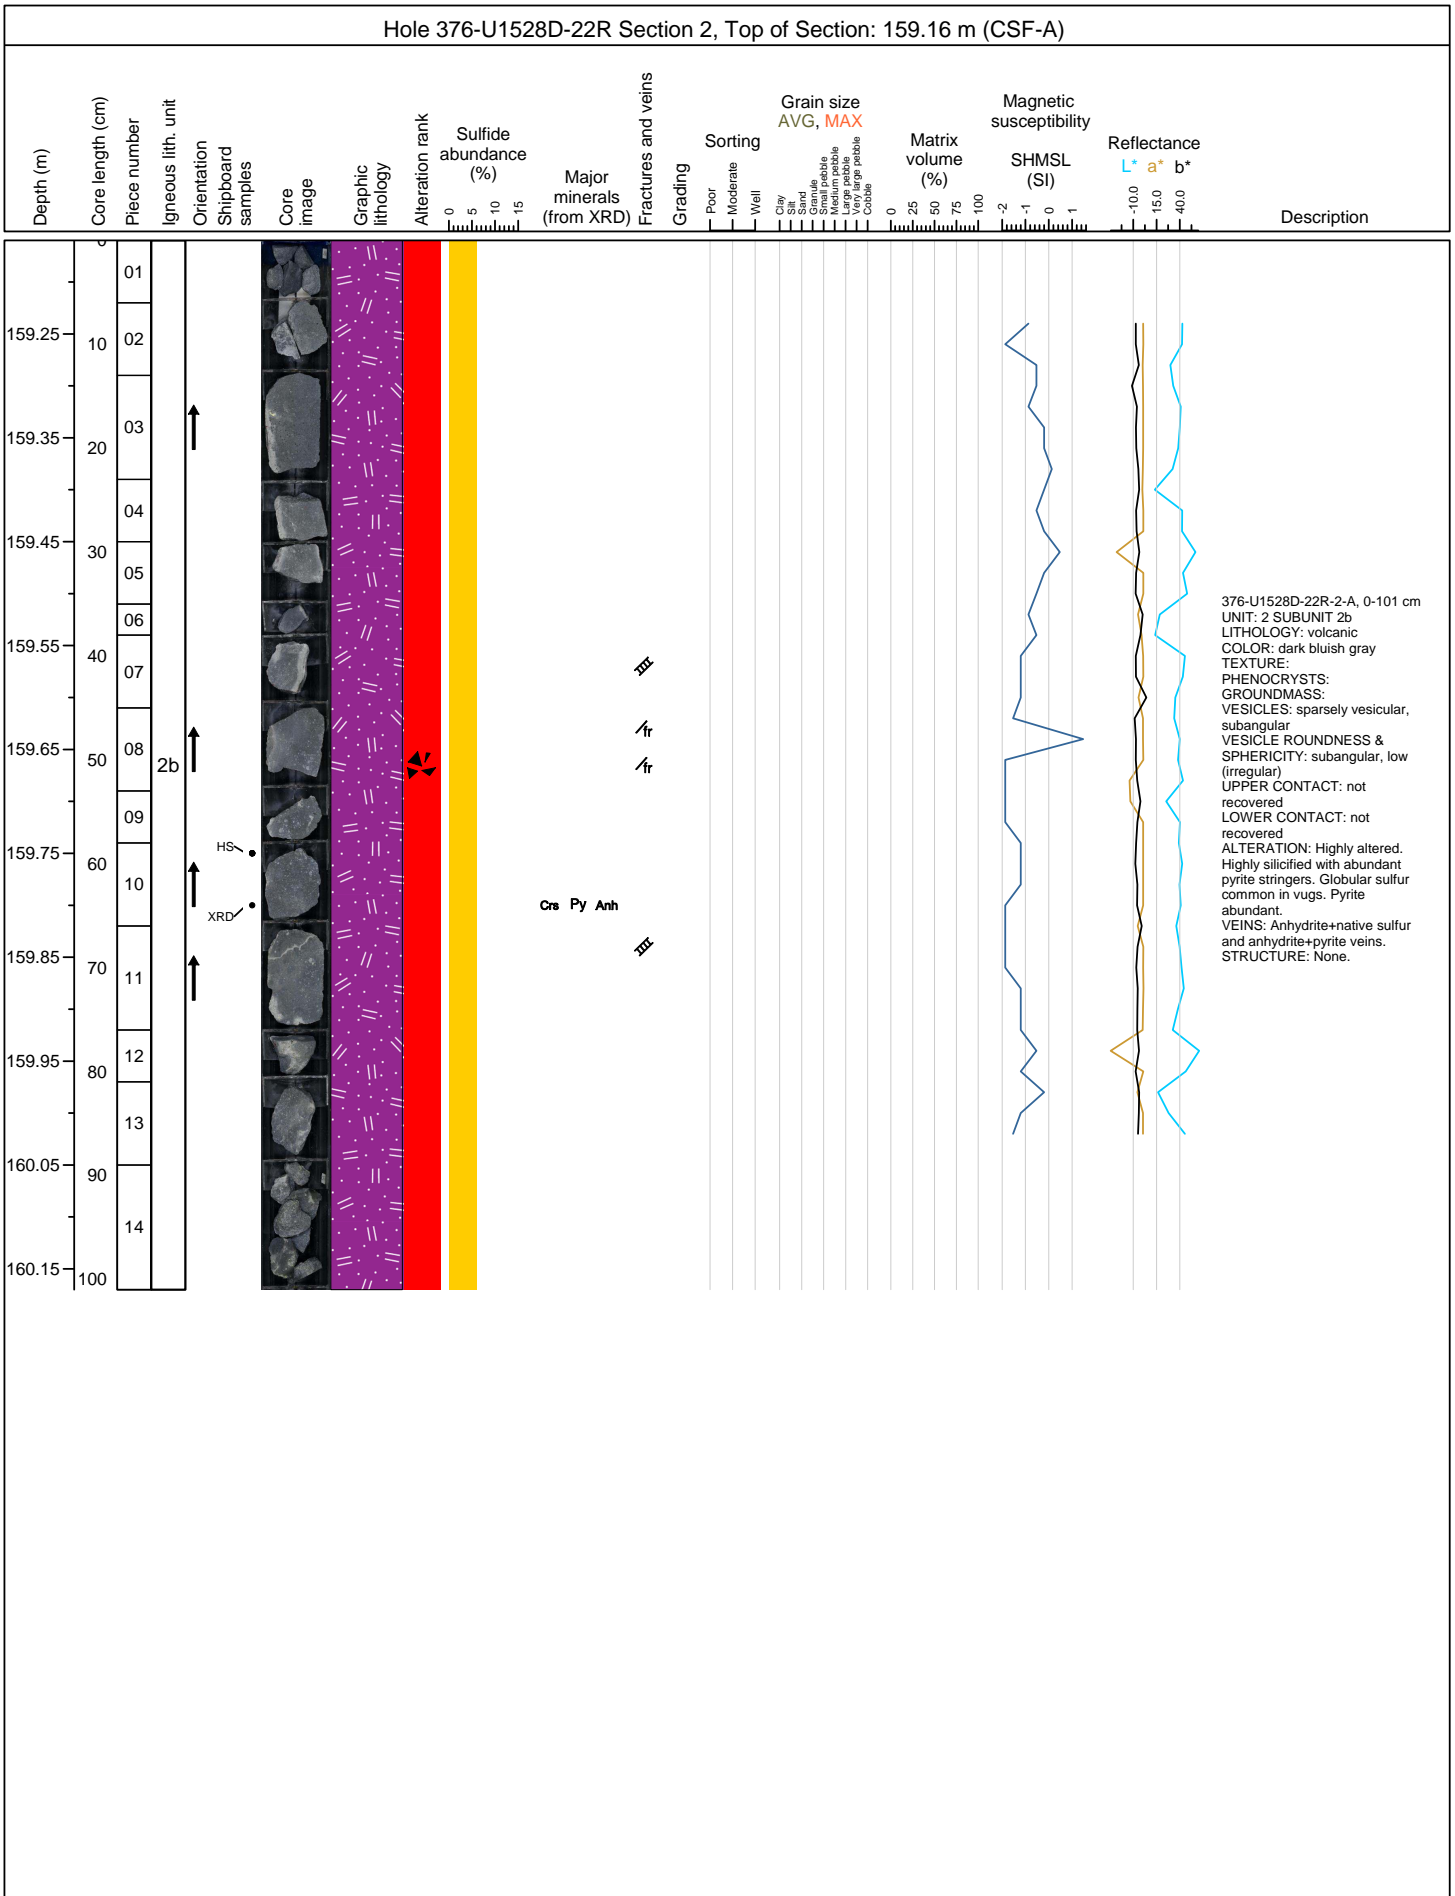 Hole 376-U1528D-22R Section 2, Top of Section: 159.16 m (CSF-A)
Depth (m)
Core length (cm)
Piece number
Igneous lith. unit
Orientation
Shipboard
samples
Core
image
Graphic
lithology
Alteration rank
Sulfide
abundance
(%)
0 5 10 15
Major
minerals
(from XRD)
Fractures and veins
Grading
Sorting
Poor
Moderate
Well
Grain size
AVG, MAX
Clay
Silt
Sand
Granule
Small pebble
Medium pebble
Large pebble
Very large pebble
Cobble
Matrix
volume
(%)
0 25 50 75 100
Magnetic
susceptibility
SHMSL
(SI)
-2 -1 0 1
Reflectance
L* a* b*
-10.0 15.0 40.0
Description
0
01
159.25
10
02
03
159.35
20
04
159.45
30
05
06
159.55
40
07
159.65
fr
08
50
2b
fr
09
HS
159.75
60
10
XRD
Crs Py Anh
159.85
70
11
159.95
12
80
13
160.05
90
14
160.15
100
376-U1528D-22R-2-A, 0-101 cm
UNIT: 2 SUBUNIT 2b
LITHOLOGY: volcanic
COLOR: dark bluish gray
TEXTURE:
PHENOCRYSTS:
GROUNDMASS:
VESICLES: sparsely vesicular,
subangular
VESICLE ROUNDNESS &
SPHERICITY: subangular, low
(irregular)
UPPER CONTACT: not
recovered
LOWER CONTACT: not
recovered
ALTERATION: Highly altered.
Highly silicified with abundant
pyrite stringers. Globular sulfur
common in vugs. Pyrite
abundant.
VEINS: Anhydrite+native sulfur
and anhydrite+pyrite veins.
STRUCTURE: None.